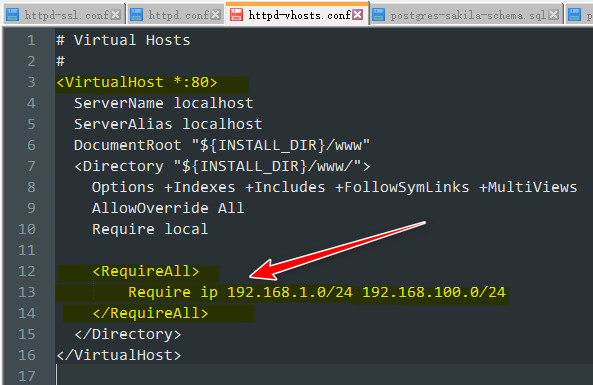 httpd-ssl.conf httpd.conf httpd-vhosts.conf postgres-sakila-schema.sql
1 # Virtual Hosts
2 #
3 <VirtualHost *:80>
4 ServerName localhost
5 ServerAlias localhost
6 DocumentRoot "${INSTALL_DIR}/www"
7 <Directory "${INSTALL_DIR}/www/">
8 Options +Indexes +Includes +FollowSymLinks +MultiViews
9 AllowOverride All
10 Require local
11
12 <RequireAll>
13 Require ip 192.168.1.0/24 192.168.100.0/24
14 </RequireAll>
15 </Directory>
16 </VirtualHost>
17